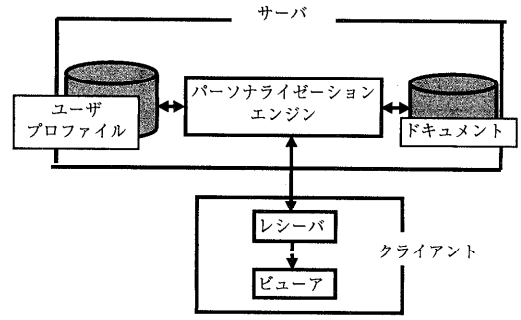 サーバ
ユーザ
プロファイル
パーソナライゼーション
エンジン
ドキュメント
レシーバ
クライアント
ビューア